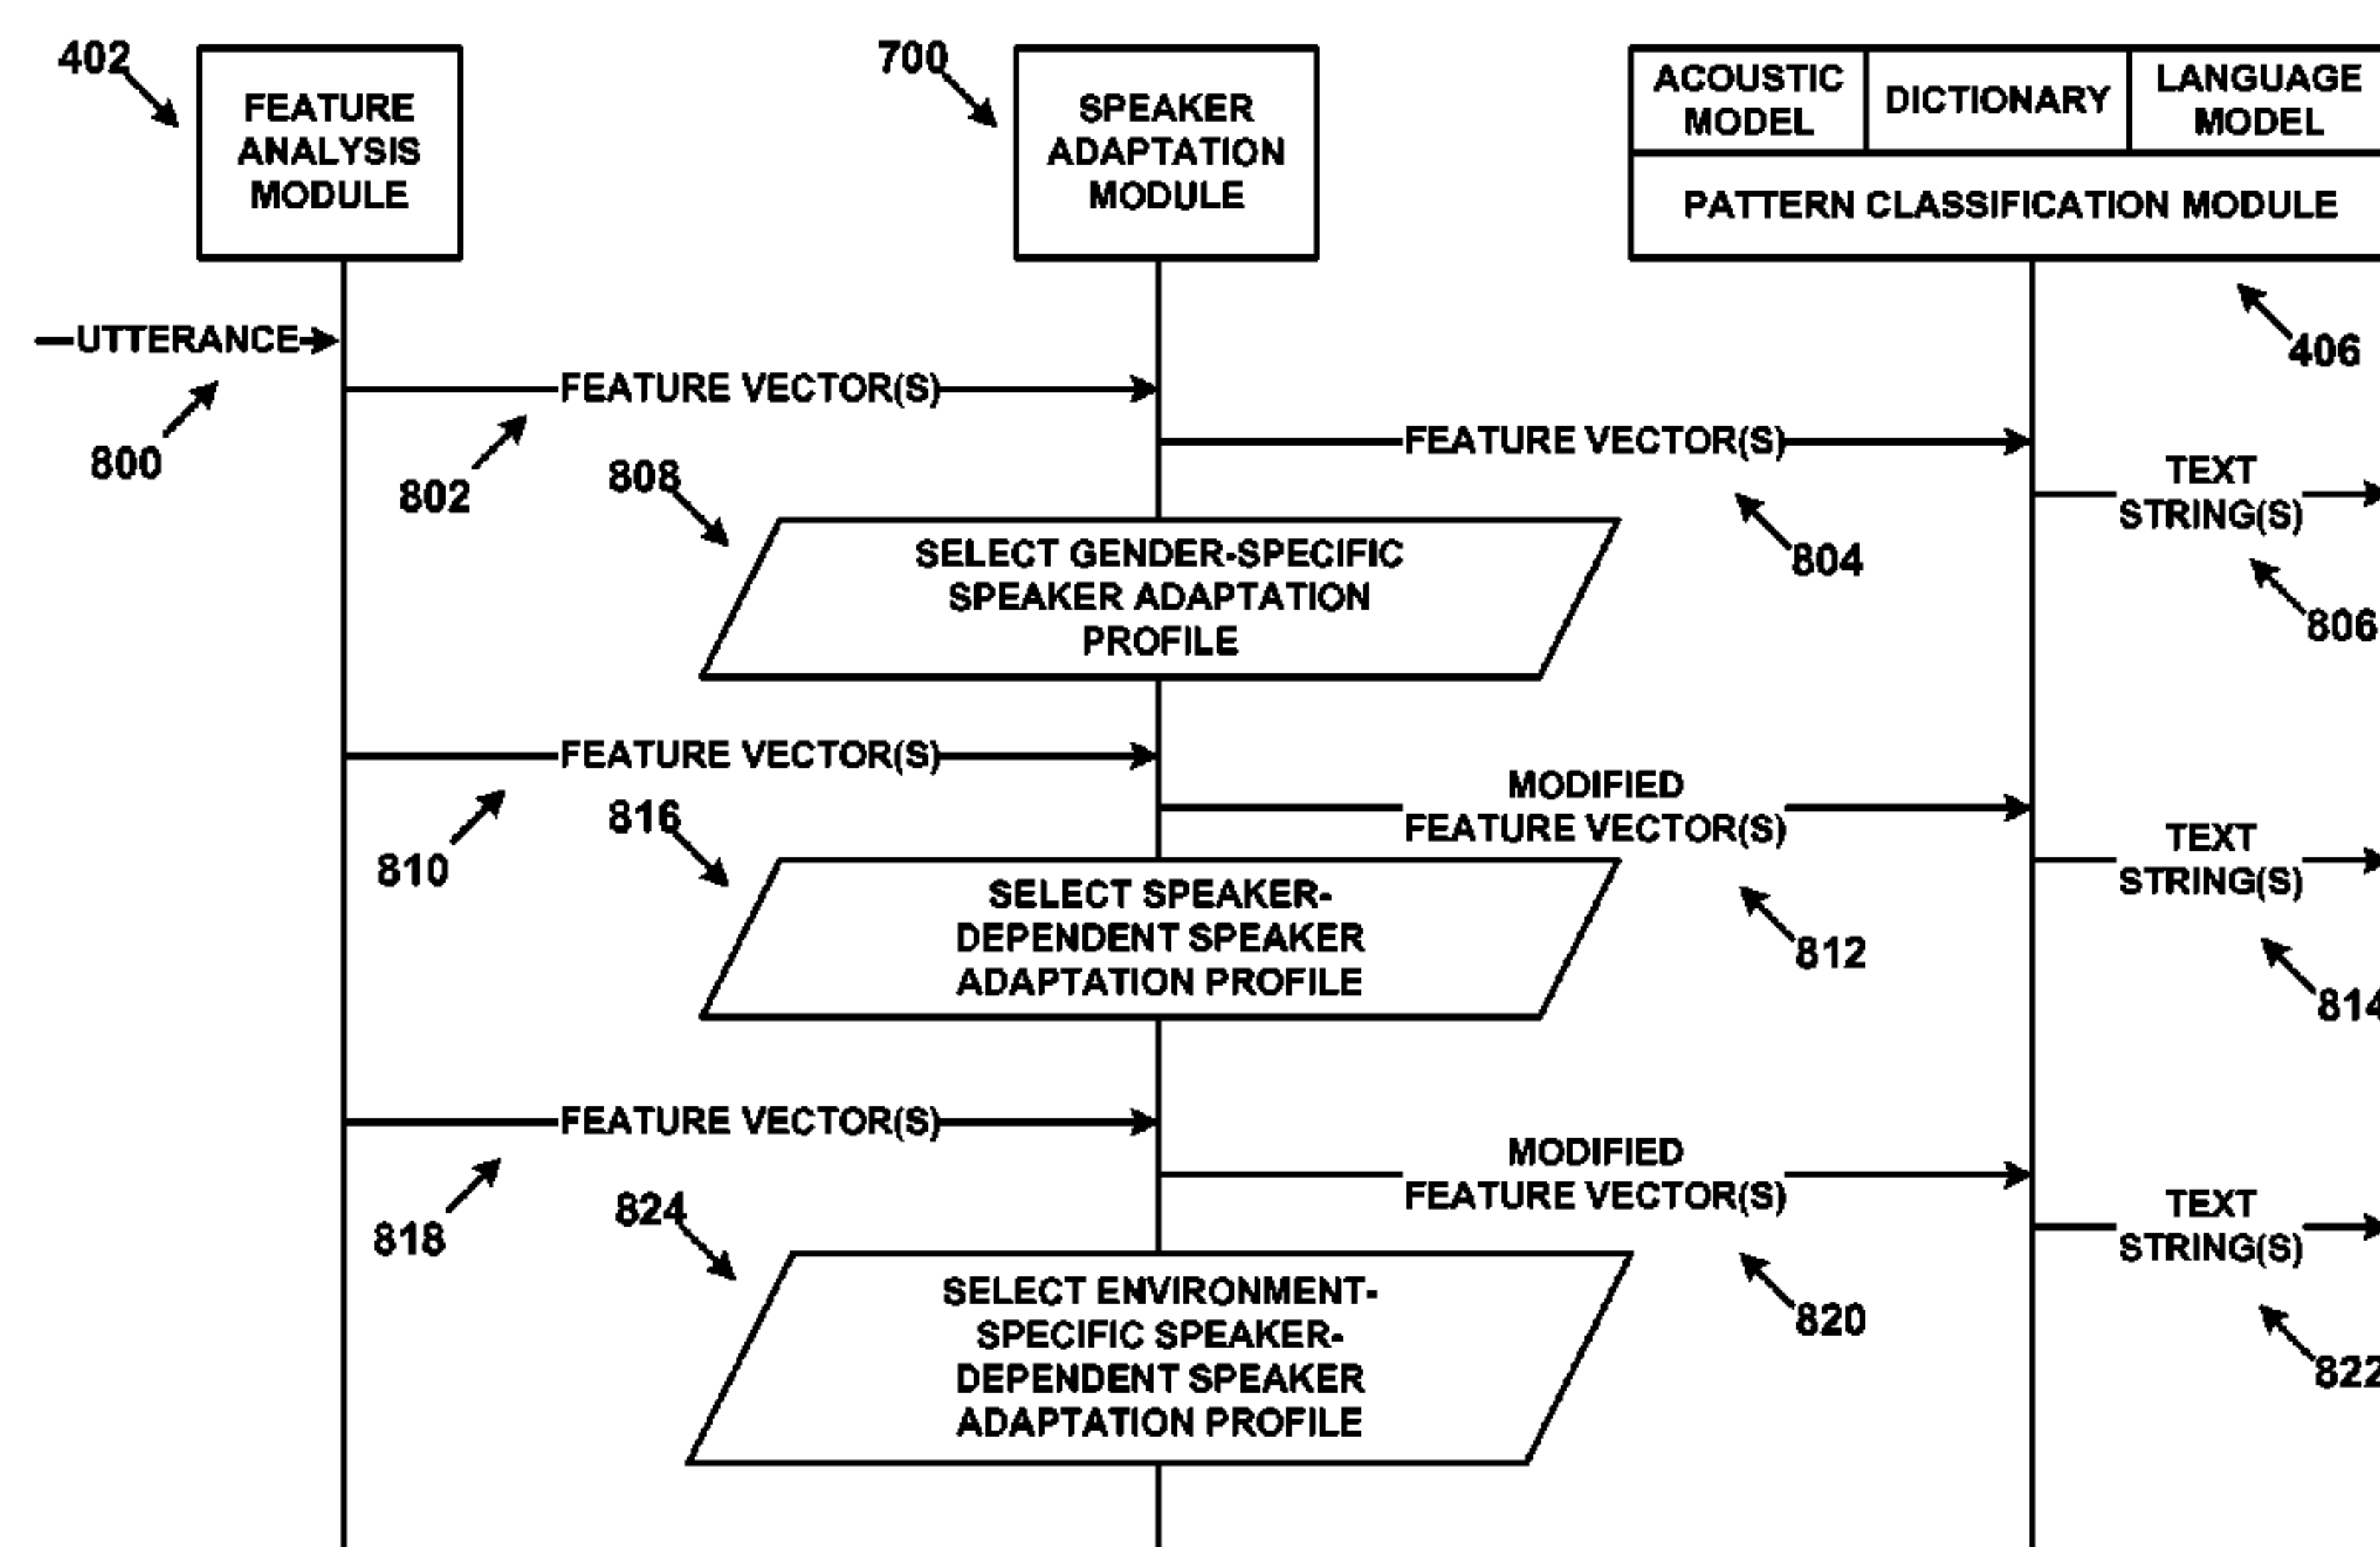 402
FEATURE
ANALYSIS
MODULE
700
SPEAKER
ADAPTATION
MODULE
ACOUSTIC
MODEL
DICTIONARY
LANGUAGE
MODEL
PATTERN CLASSIFICATION MODULE
406
UTTERANCE
800
FEATURE VECTOR(S)
802
FEATURE VECTOR(S)
804
TEXT
STRING(S)
806
808
SELECT GENDER-SPECIFIC
SPEAKER ADAPTATION
PROFILE
FEATURE VECTOR(S)
810
MODIFIED
FEATURE VECTOR(S)
812
TEXT
STRING(S)
814
816
SELECT SPEAKER-
DEPENDENT SPEAKER
ADAPTATION PROFILE
FEATURE VECTOR(S)
818
MODIFIED
FEATURE VECTOR(S)
820
TEXT
STRING(S)
822
824
SELECT ENVIRONMENT-
SPECIFIC SPEAKER-
DEPENDENT SPEAKER
ADAPTATION PROFILE